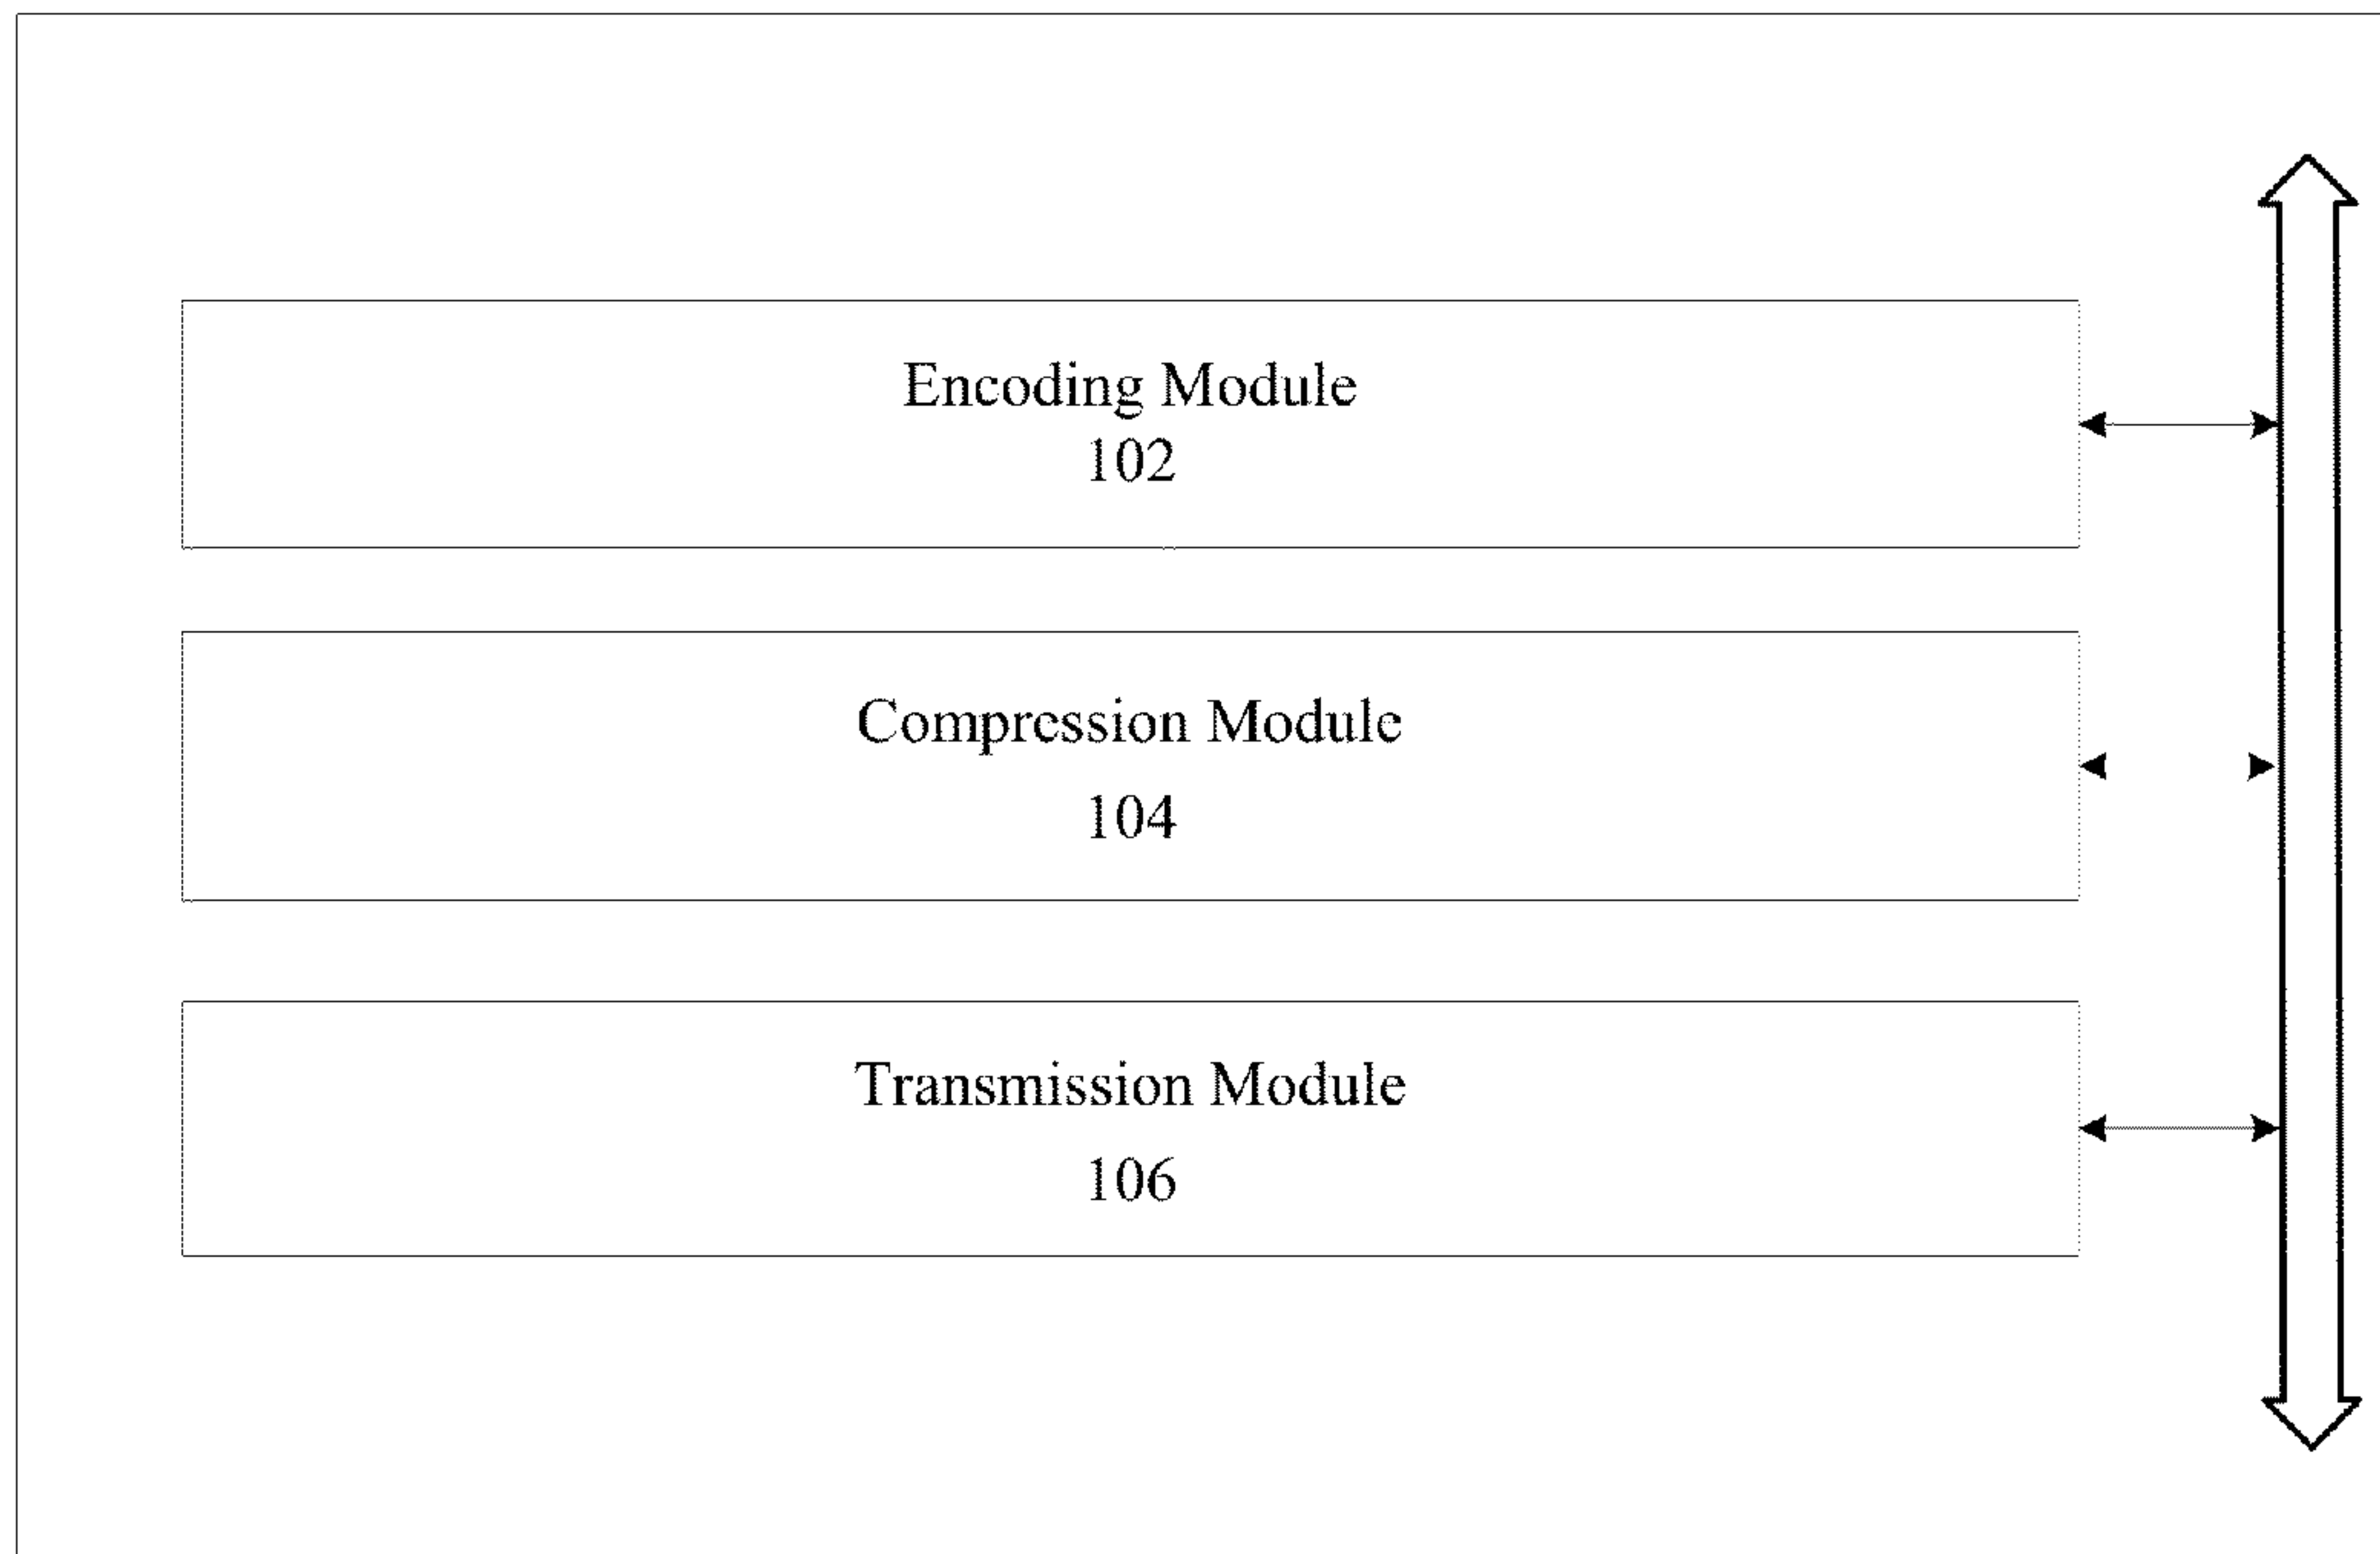 Encoding Module
102
Compression Module
104
Transmission Module
106